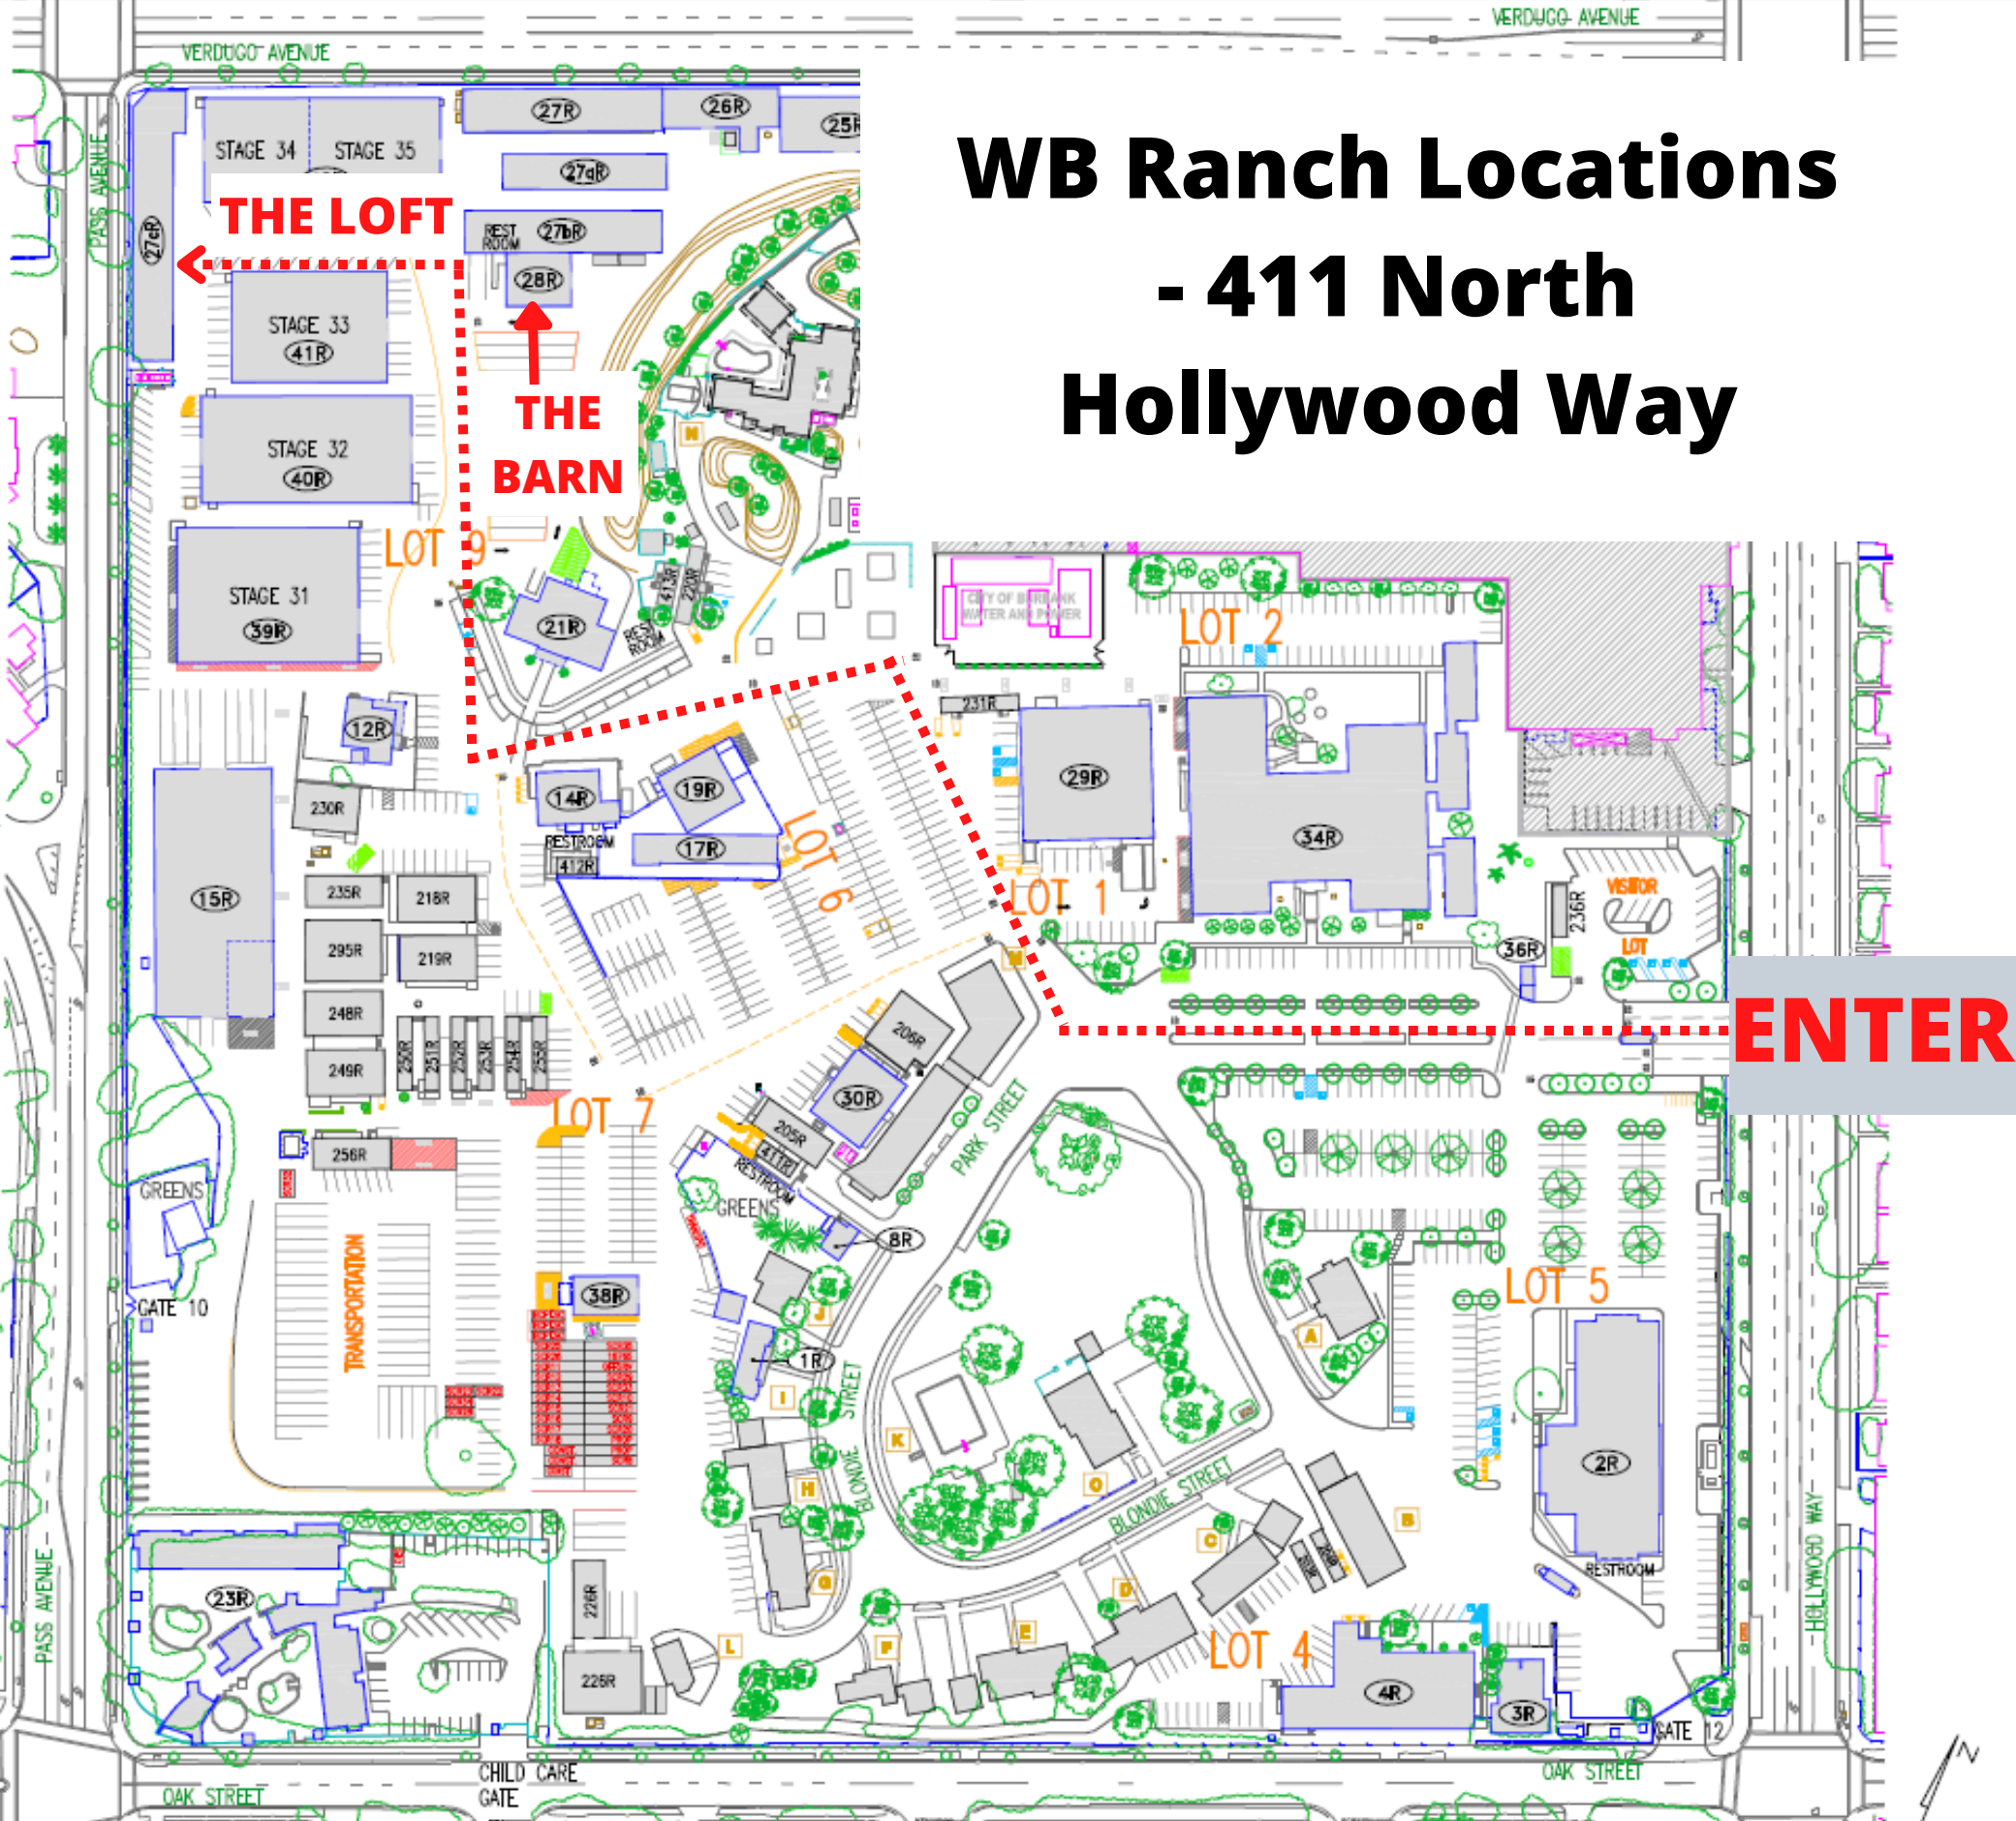 VERDUGO AVENUE
VERDUGO AVENUE
WB Ranch Locations
- 411 North
Hollywood Way
PASS AVENUE
27R
26R
STAGE 34
STAGE 35
27aR
THE LOFT
REST
ROOM
27bR
27cR
28R
STAGE 33
41R
THE
BARN
STAGE 32
40R
N
LOT 9
STAGE 31
39R
21R
413R
220R
REST
ROOM
CITY OF BURBANK
WATER AND POWER
LOT 2
12R
231R
29R
34R
14R
19R
RESTROOM
17R
412R
LOT 6
230R
15R
235R
218R
295R
219R
248R
249R
250R
251R
252R
253R
254R
255R
LOT 1
M
236R
VISITOR
LOT
36R
ENTER
206R
30R
205R
411R
RESTROOM
PARK STREET
LOT 7
256R
GREENS
GREENS
8R
GATE 10
TRANSPORTATION
38R
J
1R
I
BLONDIE STREET
K
H
G
O
BLONDIE STREET
A
LOT 5
2R
RESTROOM
B
C
D
E
F
L
LOT 4
4R
3R
GATE 12
23R
226R
225R
PASS AVENUE
HOLLYWOOD WAY
CHILD CARE
GATE
OAK STREET
OAK STREET
N